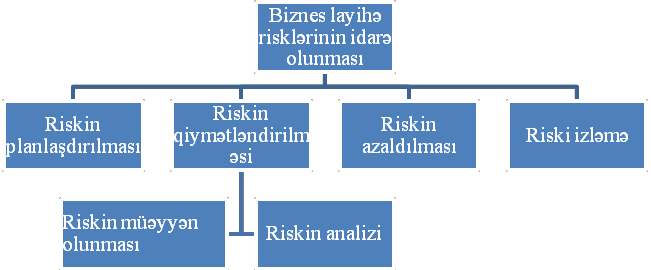 Biznes layihə
risklərinin idarə
olunması
Riskin
planlaşdırılması
Riskin
qiymətləndirilm
əsi
Riskin
azaldılması
Riski izləmə
Riskin müəyyən
olunması
Riskin analizi